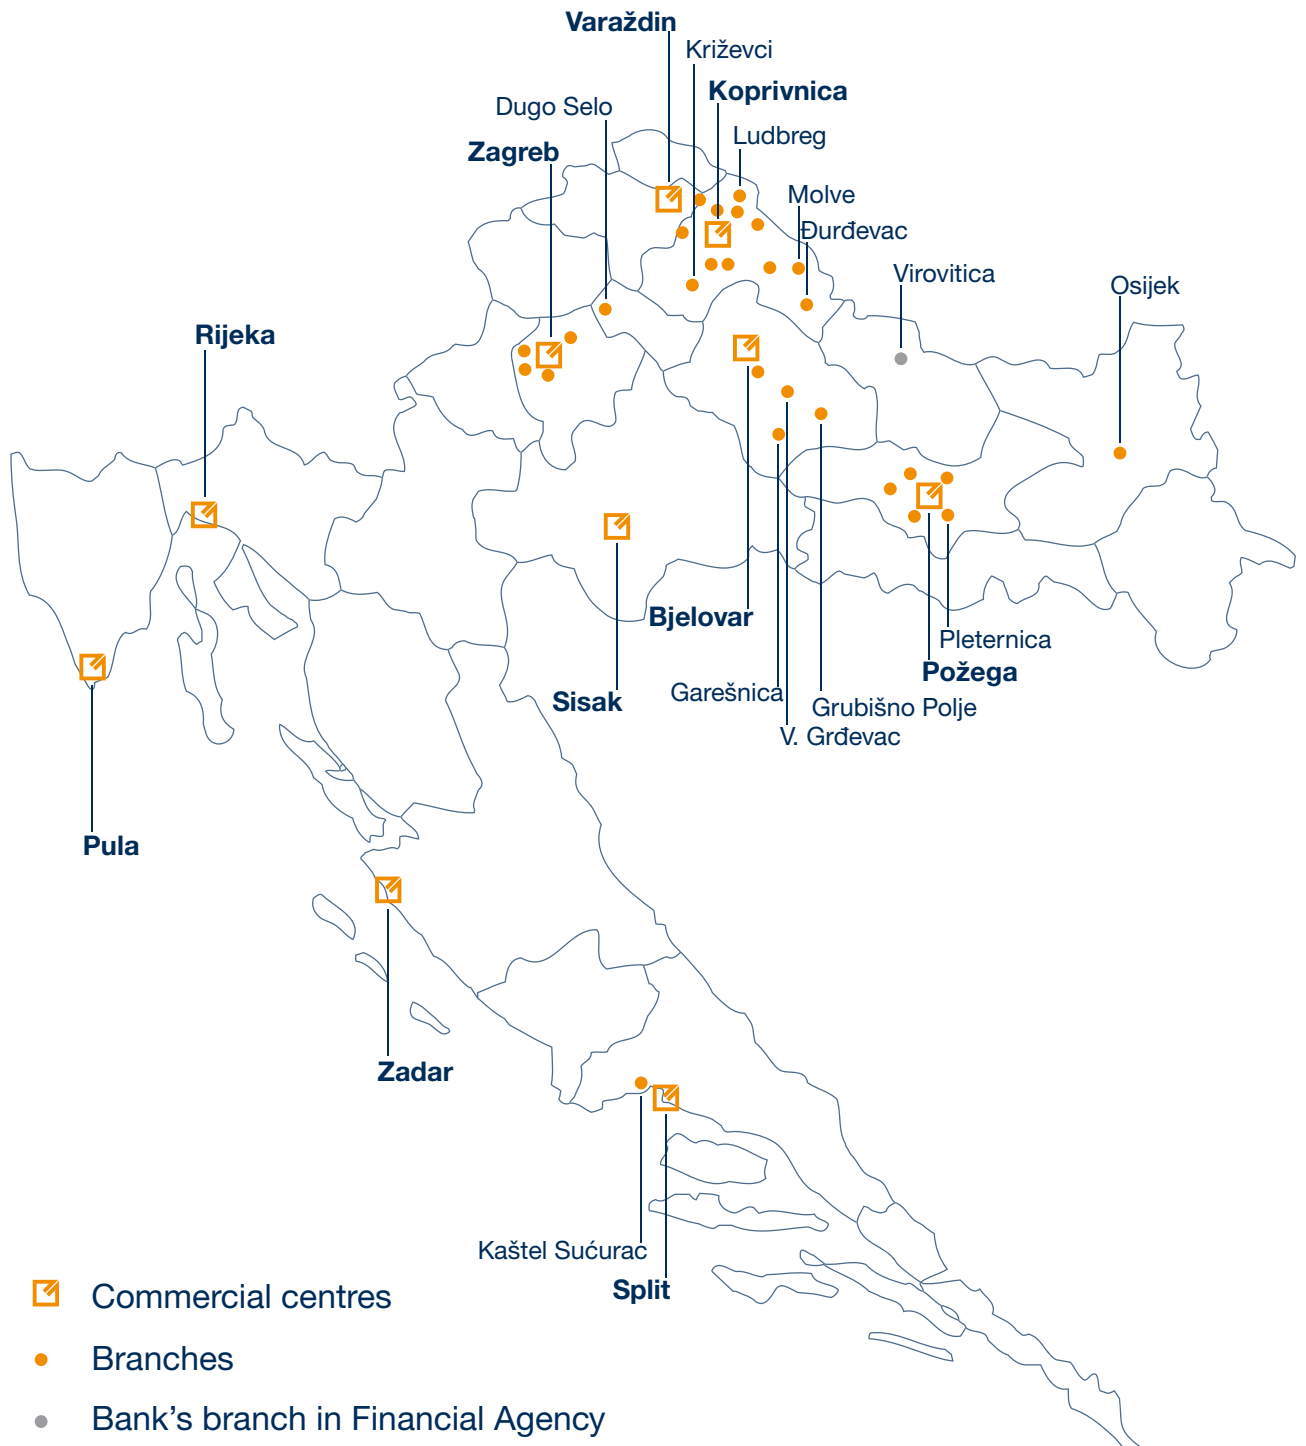 Varaždin
Križevci
Koprivnica
Dugo Selo
Ludbreg
Zagreb
Molve
Đurđevac
Virovitica
Osijek
Rijeka
Bjelovar
Pleternica
Požega
Garešnica
Sisak
Grubišno Polje
V. Grđevac
Pula
Zadar
Kaštel Sućurac
Split
Commercial centres
Branches
Bank’s branch in Financial Agency